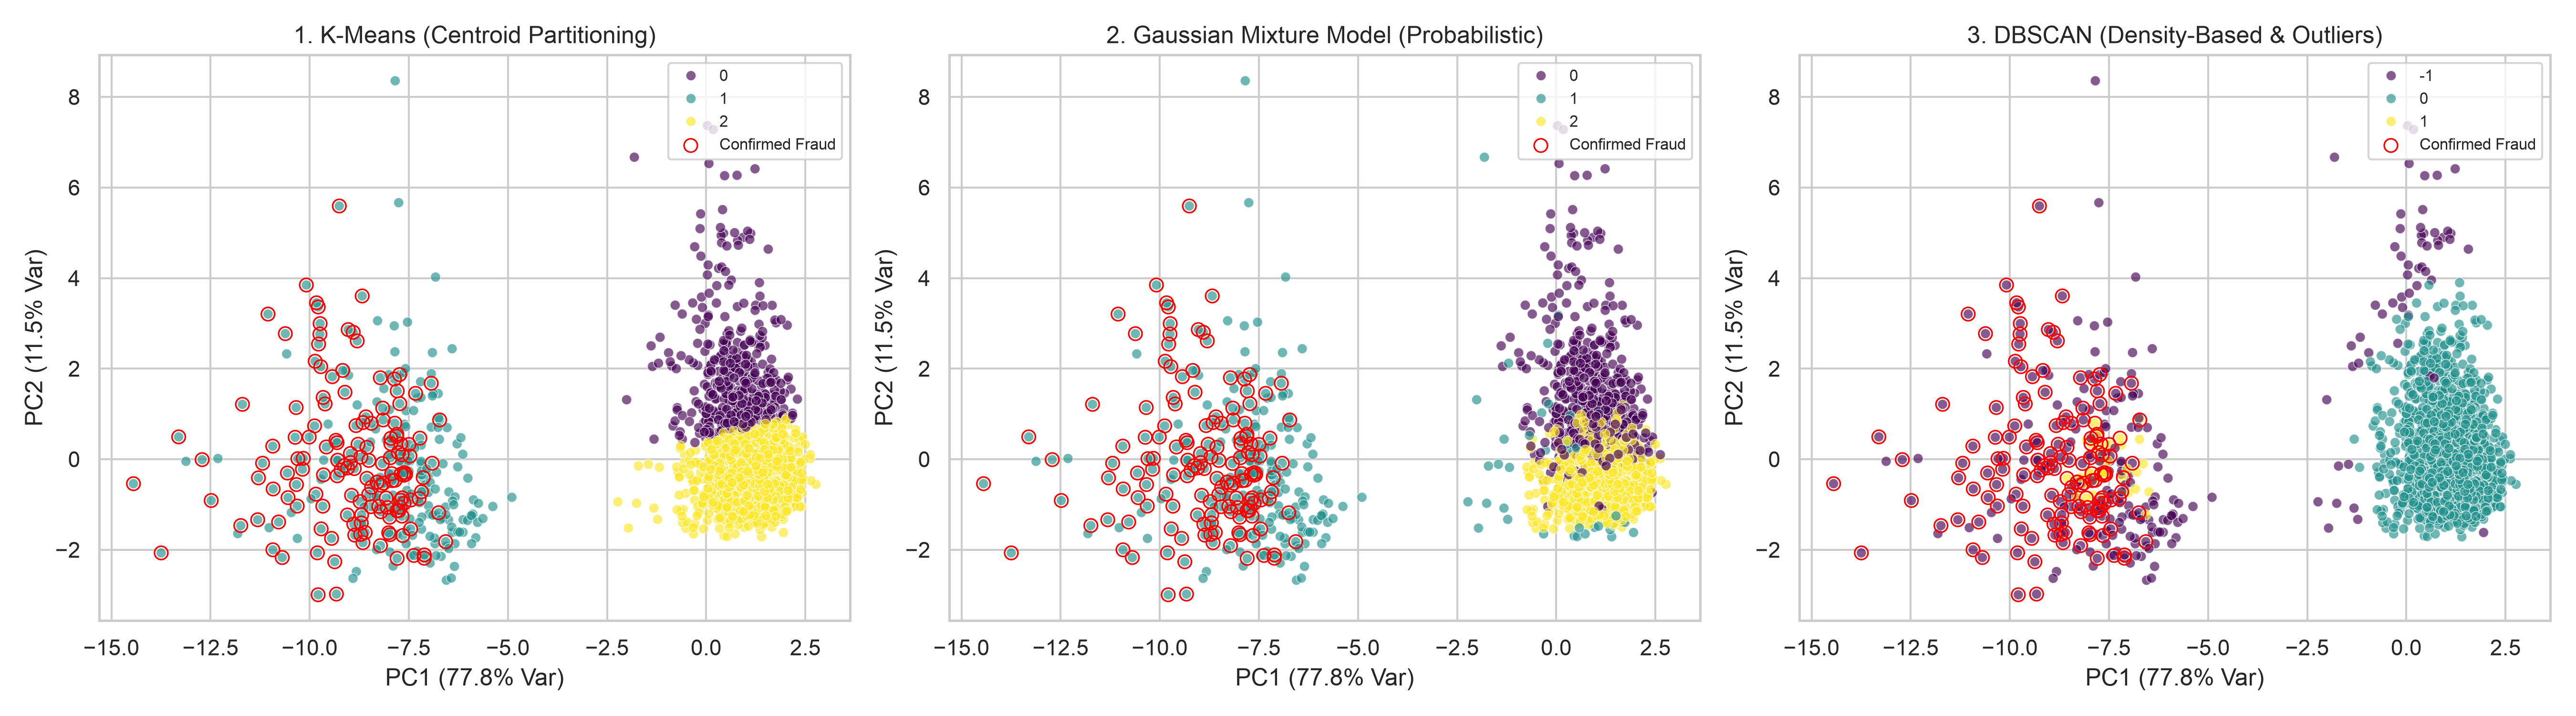 1. K-Means (Centroid Partitioning)
0
1
2
Confirmed Fraud
8
6
4
2
0
−2
PC2 (11.5% Var)
−15.0 −12.5 −10.0 −7.5 −5.0 −2.5 0.0 2.5
PC1 (77.8% Var)
2. Gaussian Mixture Model (Probabilistic)
0
1
2
Confirmed Fraud
8
6
4
2
0
−2
PC2 (11.5% Var)
−15.0 −12.5 −10.0 −7.5 −5.0 −2.5 0.0 2.5
PC1 (77.8% Var)
3. DBSCAN (Density-Based & Outliers)
-1
0
1
Confirmed Fraud
8
6
4
2
0
−2
PC2 (11.5% Var)
−15.0 −12.5 −10.0 −7.5 −5.0 −2.5 0.0 2.5
PC1 (77.8% Var)